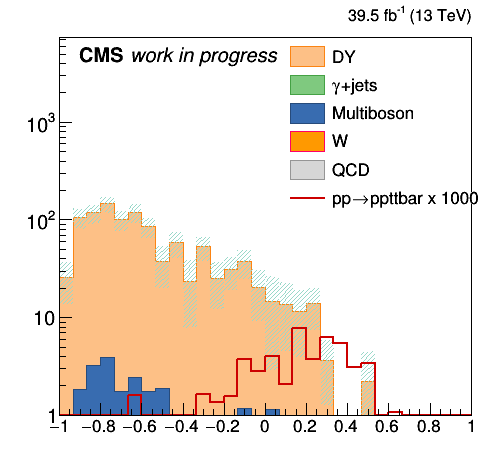 39.5 fb⁻¹ (13 TeV)
CMS work in progress
DY
γ+jets
Multiboson
W
QCD
pp→ppttbar x 1000
10³
10²
10
1
−1 −0.8 −0.6 −0.4 −0.2 0 0.2 0.4 0.6 0.8 1